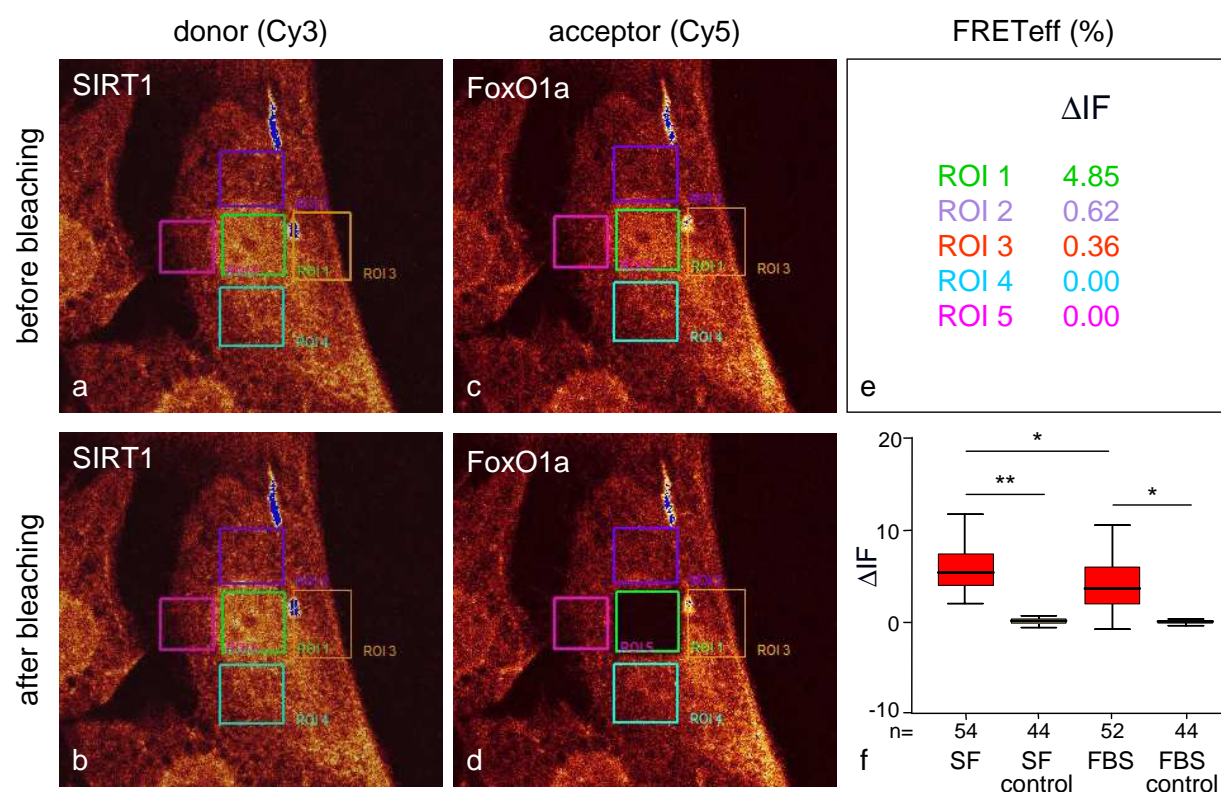 donor (Cy3)
acceptor (Cy5)
FRETeff (%)
before bleaching
SIRT1
ROI 1
ROI 3
ROI 4
a
FoxO1a
ROI 1
ROI 3
ROI 4
c
ΔIF
ROI 1 4.85
ROI 2 0.62
ROI 3 0.36
ROI 4 0.00
ROI 5 0.00
e
after bleaching
SIRT1
ROI 1
ROI 3
ROI 4
b
FoxO1a
ROI 5
ROI 1
ROI 3
ROI 4
d
ΔIF
20
10
0
-10
*
**
*
n= 54 44 52 44
SF SF control FBS FBS control
f